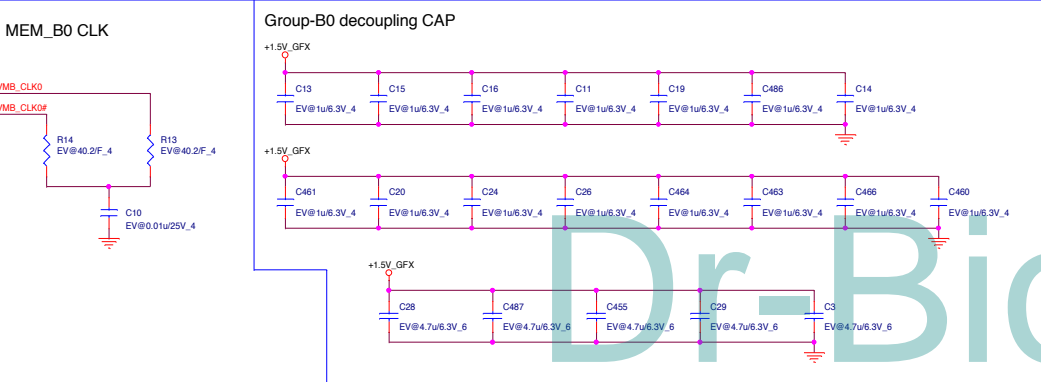 MEM_B0 CLK
VMB_CLK0
VMB_CLK0#
R14
EV@40.2/F_4
R13
EV@40.2/F_4
C10
EV@0.01u/25V_4
Group-B0 decoupling CAP
+1.5V_GFX
C13
EV@1u/6.3V_4
C15
EV@1u/6.3V_4
C16
EV@1u/6.3V_4
C11
EV@1u/6.3V_4
C19
EV@1u/6.3V_4
C486
EV@1u/6.3V_4
C14
EV@1u/6.3V_4
+1.5V_GFX
C461
EV@1u/6.3V_4
C20
EV@1u/6.3V_4
C24
EV@1u/6.3V_4
C26
EV@1u/6.3V_4
C464
EV@1u/6.3V_4
C463
EV@1u/6.3V_4
C466
EV@1u/6.3V_4
C460
EV@1u/6.3V_4
+1.5V_GFX
C28
EV@4.7u/6.3V_6
C487
EV@4.7u/6.3V_6
C455
EV@4.7u/6.3V_6
C29
EV@4.7u/6.3V_6
C3
EV@4.7u/6.3V_6
Dr-Bio